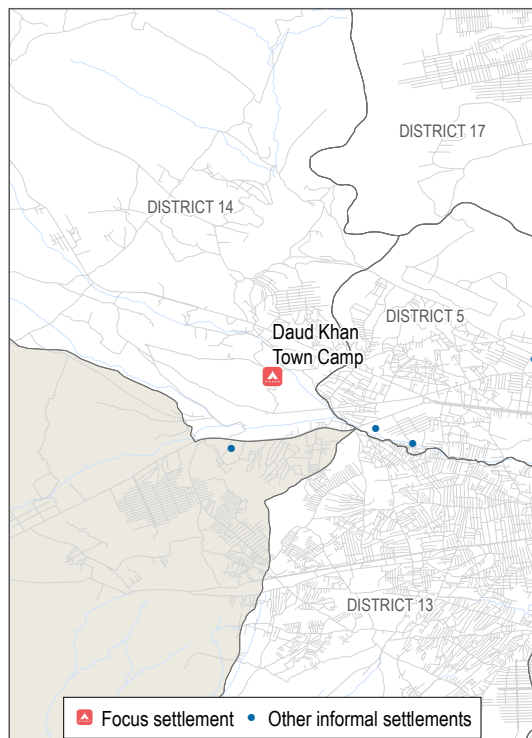 DISTRICT 17
DISTRICT 14
DISTRICT 5
Daud Khan
Town Camp
DISTRICT 13
Focus settlement
Other informal settlements